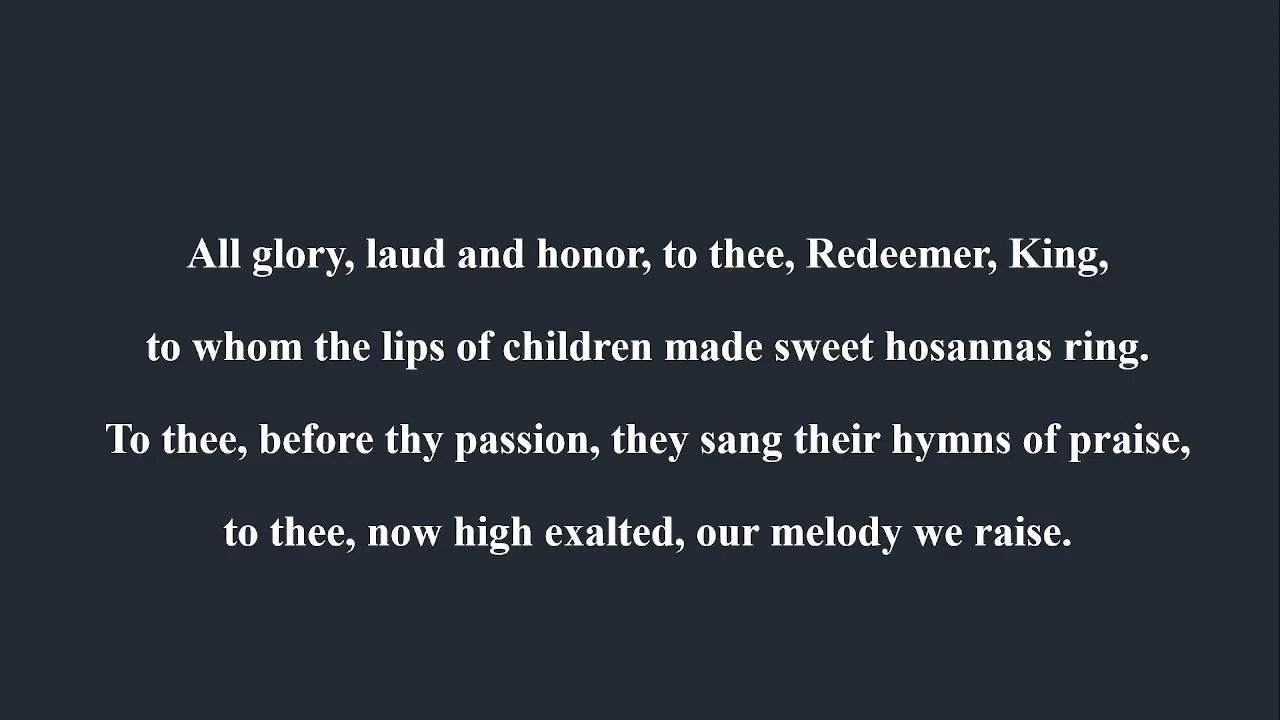 All glory, laud and honor, to thee, Redeemer, King,
to whom the lips of children made sweet hosannas ring.
To thee, before thy passion, they sang their hymns of praise,
to thee, now high exalted, our melody we raise.